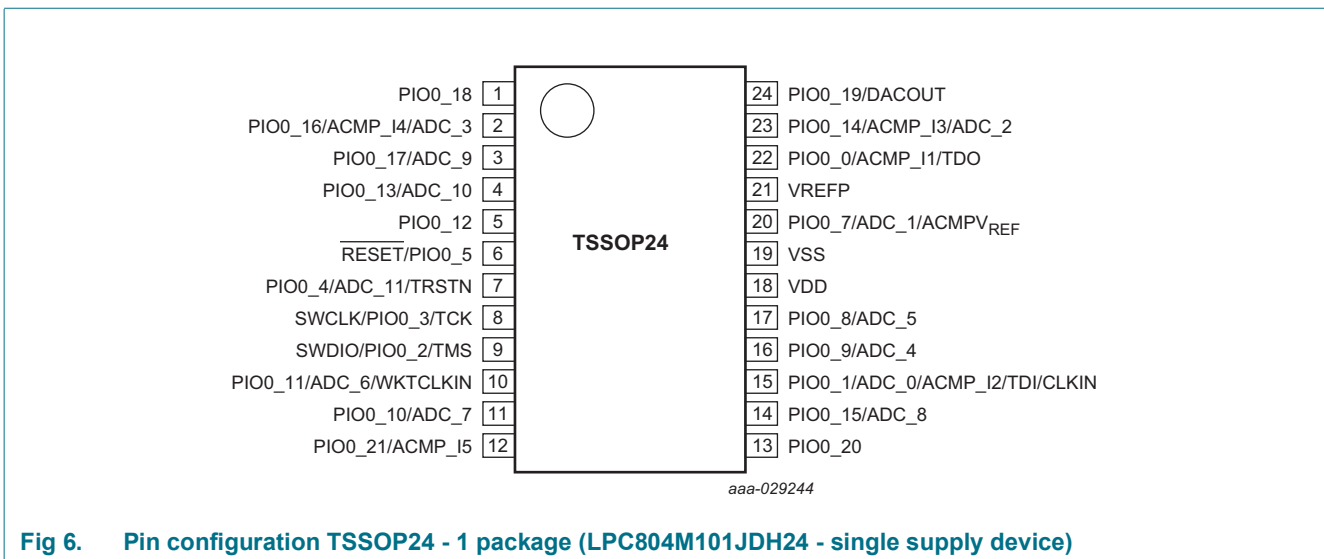 PIO0_18 1
PIO0_16/ACMP_I4/ADC_3 2
PIO0_17/ADC_9 3
PIO0_13/ADC_10 4
PIO0_12 5
RESET/PIO0_5 6
PIO0_4/ADC_11/TRSTN 7
SWCLK/PIO0_3/TCK 8
SWDIO/PIO0_2/TMS 9
PIO0_11/ADC_6/WKTCLKIN 10
PIO0_10/ADC_7 11
PIO0_21/ACMP_I5 12
TSSOP24
24 PIO0_19/DACOUT
23 PIO0_14/ACMP_I3/ADC_2
22 PIO0_0/ACMP_I1/TDO
21 VREFP
20 PIO0_7/ADC_1/ACMPVREF
19 VSS
18 VDD
17 PIO0_8/ADC_5
16 PIO0_9/ADC_4
15 PIO0_1/ADC_0/ACMP_I2/TDI/CLKIN
14 PIO0_15/ADC_8
13 PIO0_20
aaa-029244
Fig 6. Pin configuration TSSOP24 - 1 package (LPC804M101JDH24 - single supply device)